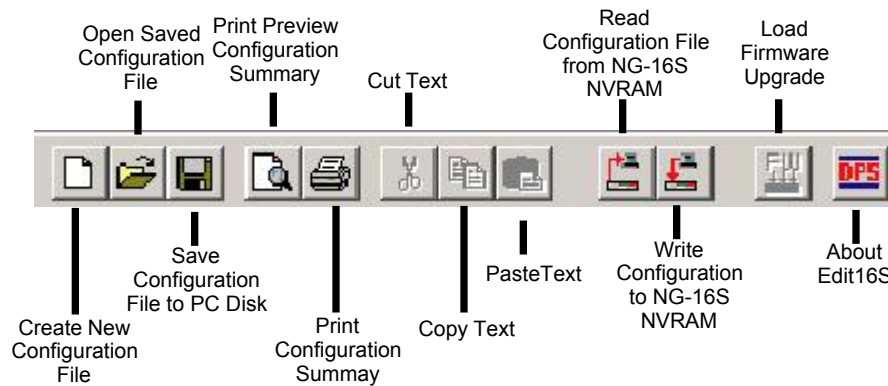 Open Saved
Configuration
File
Print Preview
Configuration
Summary
Cut Text
Read
Configuration File
from NG-16S
NVRAM
Load
Firmware
Upgrade
FW
DPS
Create New
Configuration
File
Save
Configuration
File to PC Disk
Print
Configuration
Summay
Copy Text
PasteText
Write
Configuration
to NG-16S
NVRAM
About
Edit16S